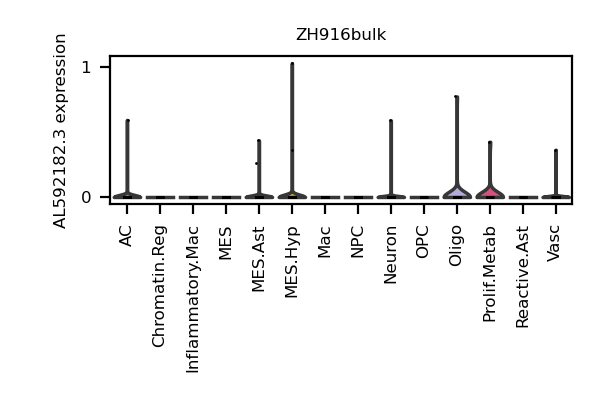 ZH916bulk
AL592182.3 expression
1
0
AC
Chromatin.Reg
Inflammatory.Mac
MES
MES.Ast
MES.Hyp
Mac
NPC
Neuron
OPC
Oligo
Prolif.Metab
Reactive.Ast
Vasc